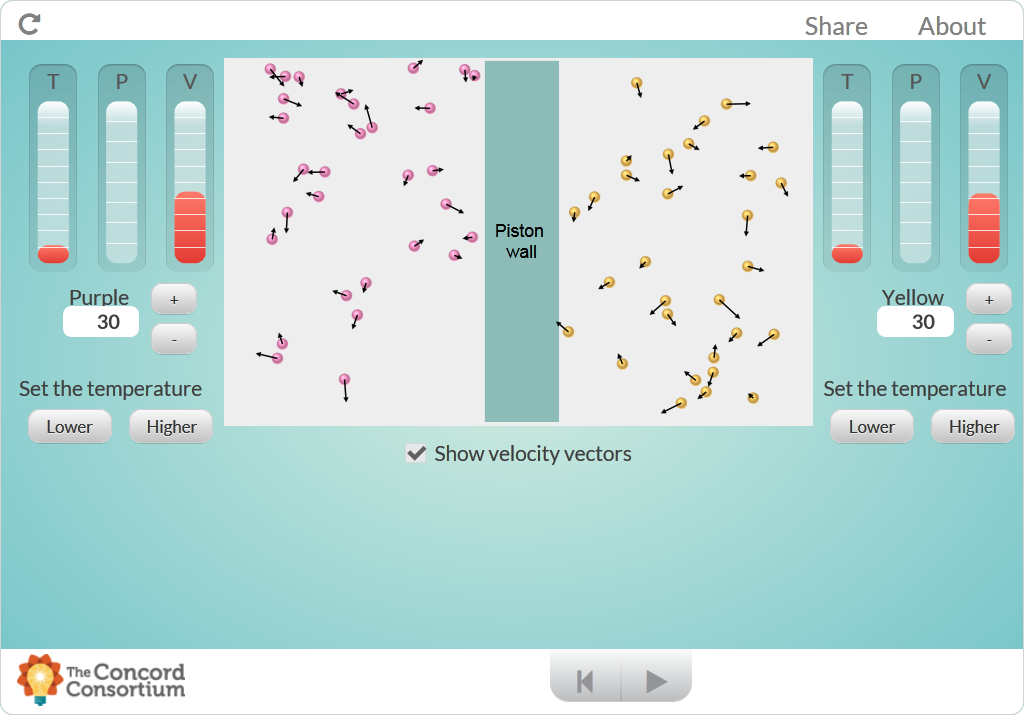 Share About
T P V
T P V
Piston
wall
Purple
30
+
-
Yellow
30
+
-
Set the temperature
Lower Higher
Set the temperature
Lower Higher
Show velocity vectors
The Concord
Consortium